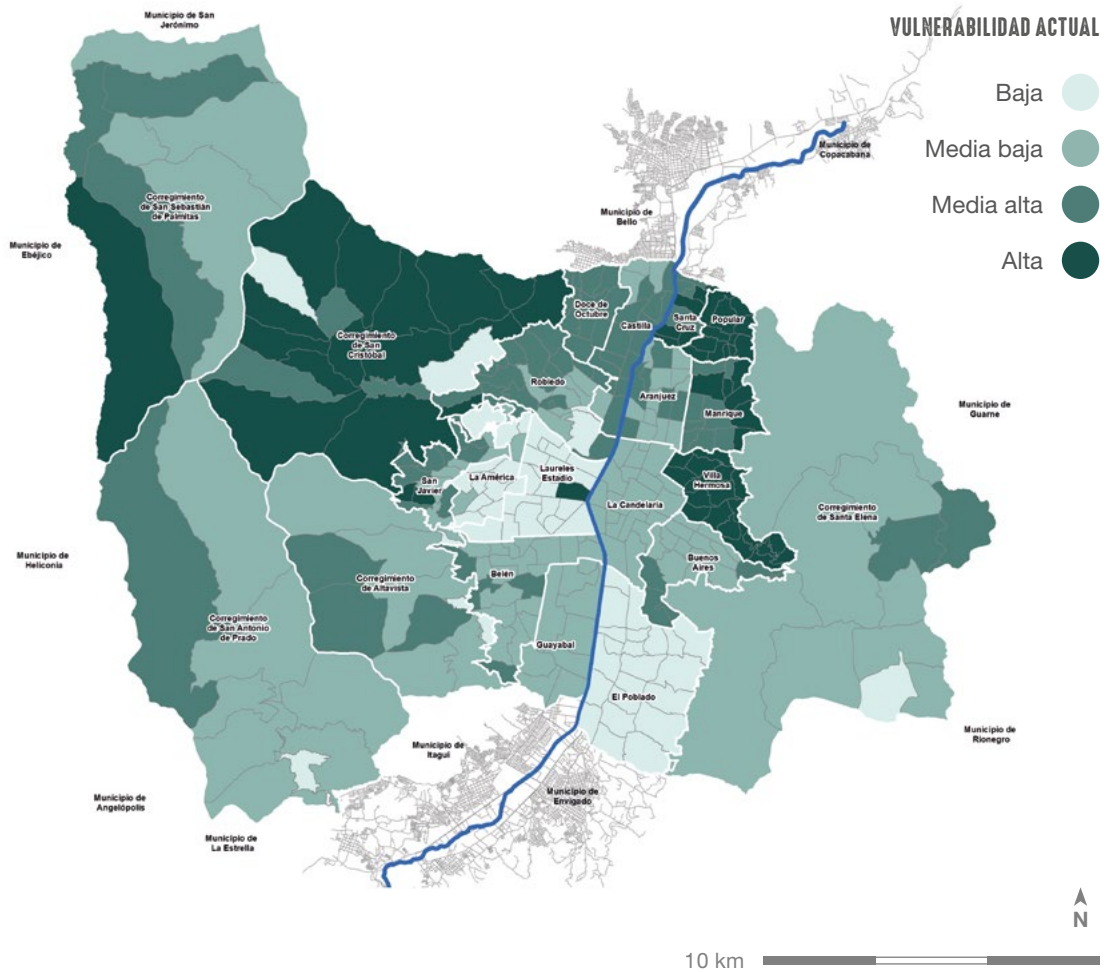 Municipio de San
Jerónimo
VULNERABILIDAD ACTUAL
Baja
Media baja
Media alta
Alta
Municipio de
Copacabana
Municipio de
Bello
Corregimiento
de San Sebastián
de Palmitas
Municipio de
Ebéjico
Doce de
Octubre
Castilla
Santa
Cruz
Popular
Corregimiento
de San
Cristóbal
Robledo
Aranjuez
Manrique
Municipio de
Guarne
San
Javier
La América
Laureles
Estadio
La Candelaria
Villa
Hermosa
Corregimiento
de Santa Elena
Municipio de
Heliconia
Corregimiento
de Altavista
Belén
Buenos
Aires
Corregimiento
de San Antonio
de Prado
Guayabal
El Poblado
Municipio de
Rionegro
Municipio de
Itagui
Municipio de
Envigado
Municipio de
Angelópolis
Municipio de
La Estrella
N
10 km